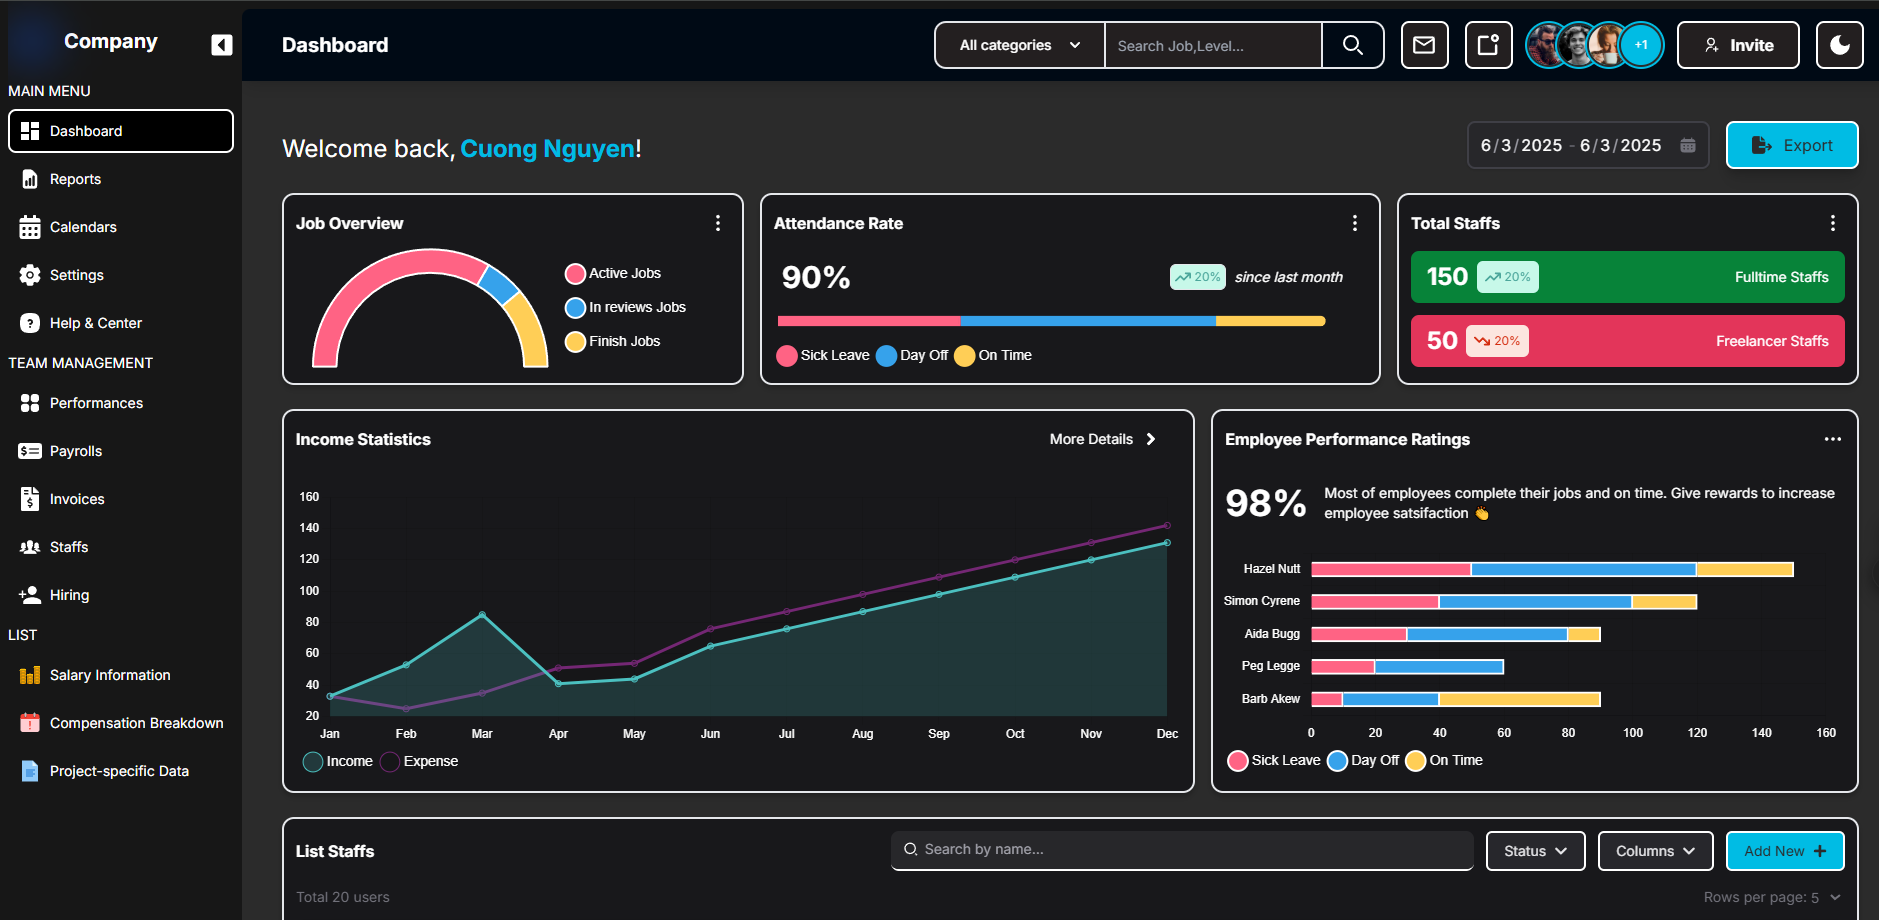 Company
MAIN MENU
Dashboard
Reports
Calendars
Settings
Help & Center
TEAM MANAGEMENT
Performances
Payrolls
Invoices
Staffs
Hiring
LIST
Salary Information
Compensation Breakdown
Project-specific Data
Dashboard
All categories
Search Job,Level...
+1
Invite
Welcome back, Cuong Nguyen!
6/3/2025 - 6/3/2025
Export
Job Overview
Active Jobs
In reviews Jobs
Finish Jobs
Attendance Rate
90%
20% since last month
Sick Leave Day Off On Time
Total Staffs
150 20% Fulltime Staffs
50 20% Freelancer Staffs
Income Statistics
More Details
160
140
120
100
80
60
40
20
Jan Feb Mar Apr May Jun Jul Aug Sep Oct Nov Dec
Income Expense
Employee Performance Ratings
98%
Most of employees complete their jobs and on time. Give rewards to increase
employee satsifaction 👏
Hazel Nutt
Simon Cyrene
Aida Bugg
Peg Legge
Barb Akew
0 20 40 60 80 100 120 140 160
Sick Leave Day Off On Time
List Staffs
Search by name...
Status
Columns
Add New +
Total 20 users
Rows per page: 5